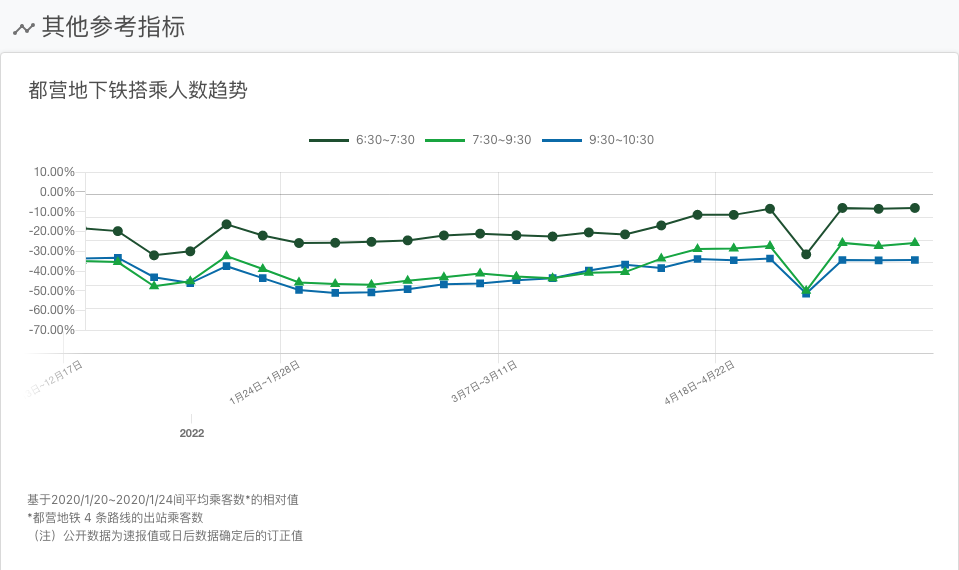 其他参考指标
都营地下铁搭乘人数趋势
6:30~7:30
7:30~9:30
9:30~10:30
10.00%
0.00%
-10.00%
-20.00%
-30.00%
-40.00%
-50.00%
-60.00%
-70.00%
日~12月17日
1月24日~1月28日
3月7日~3月11日
4月18日~4月22日
2022
基于2020/1/20~2020/1/24间平均乘客数*的相对值
*都营地铁 4 条路线的出站乘客数
（注）公开数据为速报值或日后数据确定后的订正值